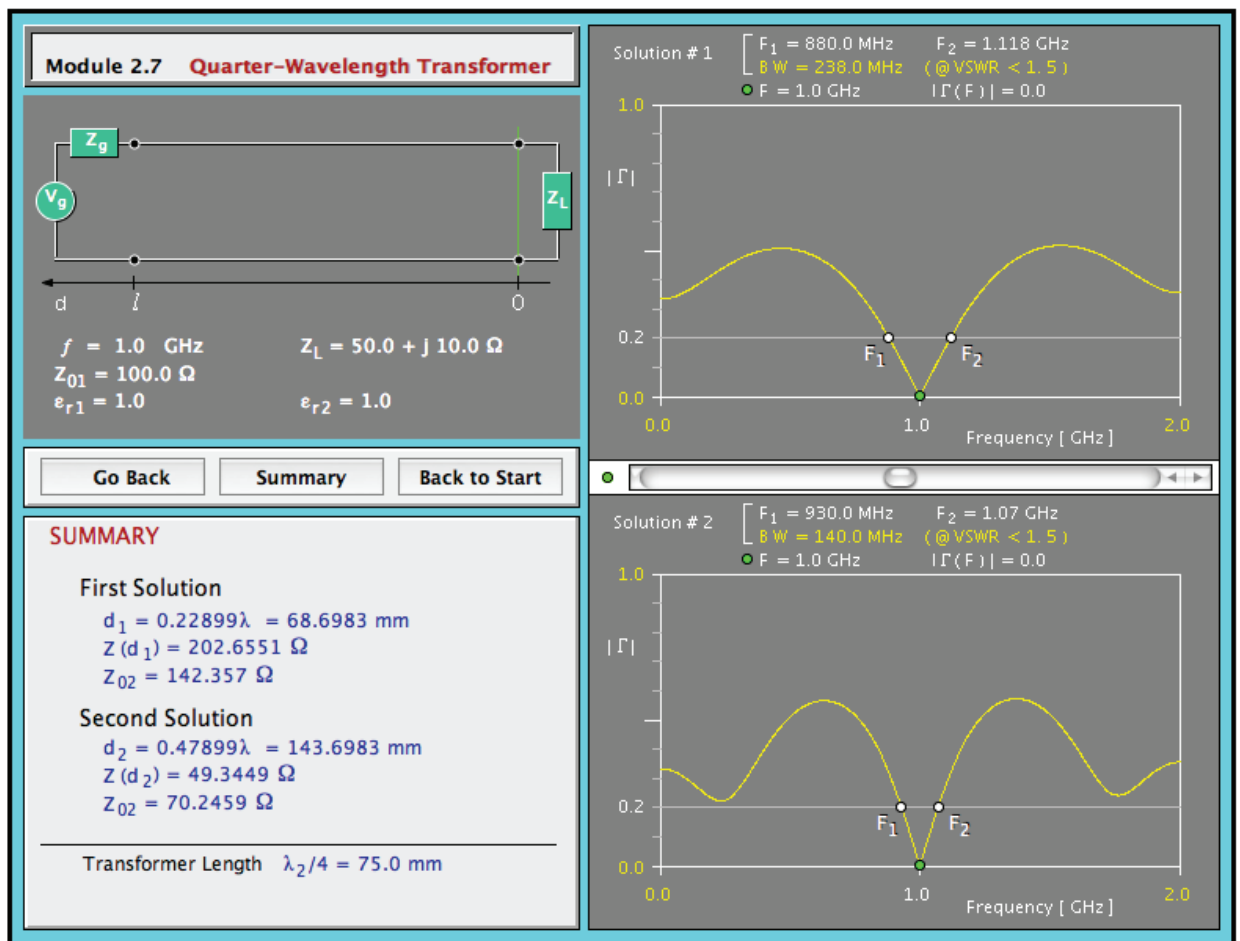 Module 2.7 Quarter-Wavelength Transformer
Zg
Vg
ZL
d
l
0
f = 1.0 GHz
ZL = 50.0 + j 10.0 Ω
Z01 = 100.0 Ω
εr1 = 1.0
εr2 = 1.0
Go Back
Summary
Back to Start
SUMMARY
First Solution
d1 = 0.22899λ = 68.6983 mm
Z(d1) = 202.6551 Ω
Z02 = 142.357 Ω
Second Solution
d2 = 0.47899λ = 143.6983 mm
Z(d2) = 49.3449 Ω
Z02 = 70.2459 Ω
Transformer Length λ2/4 = 75.0 mm
Solution # 1
F1 = 880.0 MHz F2 = 1.118 GHz
BW = 238.0 MHz (@VSWR < 1.5)
F = 1.0 GHz |Γ(F)| = 0.0
1.0
|Γ|
0.2
F1
F2
0.0
0.0
1.0
2.0
Frequency [ GHz ]
Solution # 2
F1 = 930.0 MHz F2 = 1.07 GHz
BW = 140.0 MHz (@VSWR < 1.5)
F = 1.0 GHz |Γ(F)| = 0.0
1.0
|Γ|
0.2
F1
F2
0.0
0.0
1.0
2.0
Frequency [ GHz ]